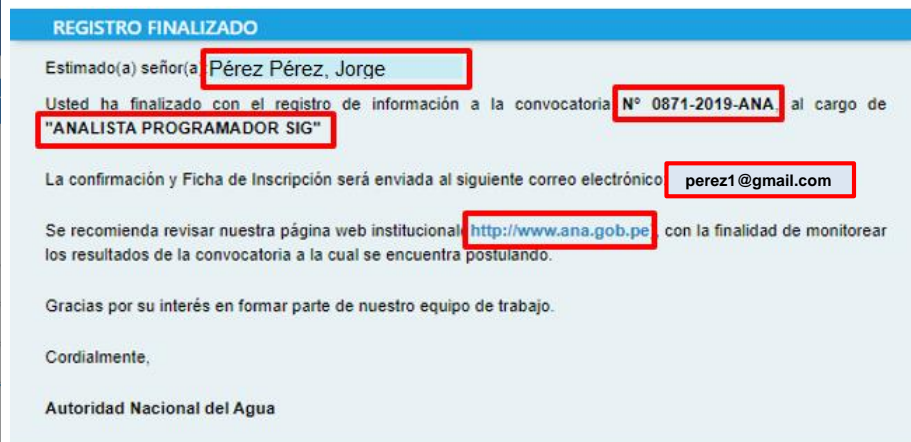 REGISTRO FINALIZADO
Estimado(a) señor(a) Pérez Pérez, Jorge
Usted ha finalizado con el registro de información a la convocatoria Nº 0871-2019-ANA, al cargo de
"ANALISTA PROGRAMADOR SIG"
La confirmación y Ficha de Inscripción será enviada al siguiente correo electrónico perez1@gmail.com
Se recomienda revisar nuestra página web institucional http://www.ana.gob.pe, con la finalidad de monitorear
los resultados de la convocatoria a la cual se encuentra postulando.
Gracias por su interés en formar parte de nuestro equipo de trabajo.
Cordialmente,
Autoridad Nacional del Agua